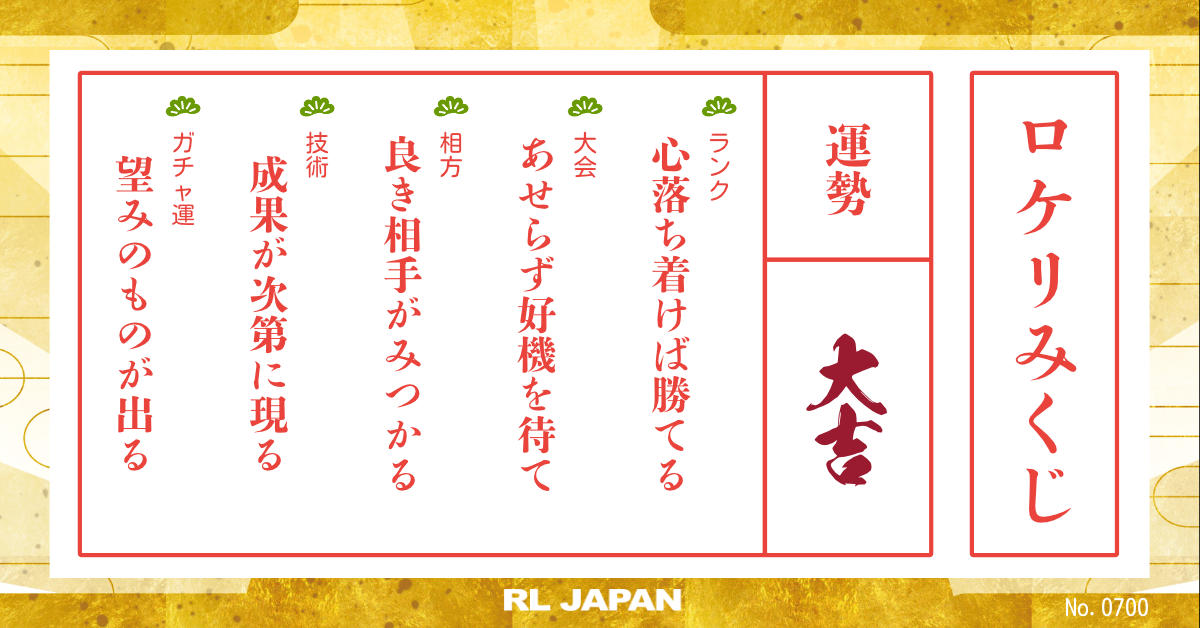 ロケリみくじ
運勢
大吉
ランク
心落ち着けば勝てる
大会
あせらず好機を待て
相方
良き相手がみつかる
技術
成果が次第に現る
ガチャ運
望みのものが出る
RL JAPAN
No. 0700